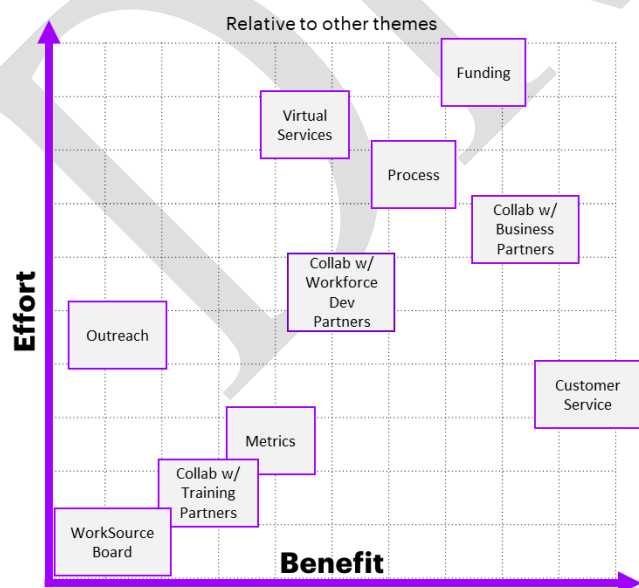 Relative to other themes
Funding
Virtual
Services
Process
Collab w/
Business
Partners
Collab w/
Workforce
Dev
Partners
Effort
Outreach
Customer
Service
Metrics
Collab w/
Training
Partners
WorkSource
Board
Benefit